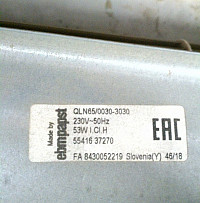 Made by
ebmpapst
QLN65/0030-3030
230V~50Hz
53W I.Cl.H
55416 37270
EAC
FA 8430052219 Slovenia(Y) 46/18